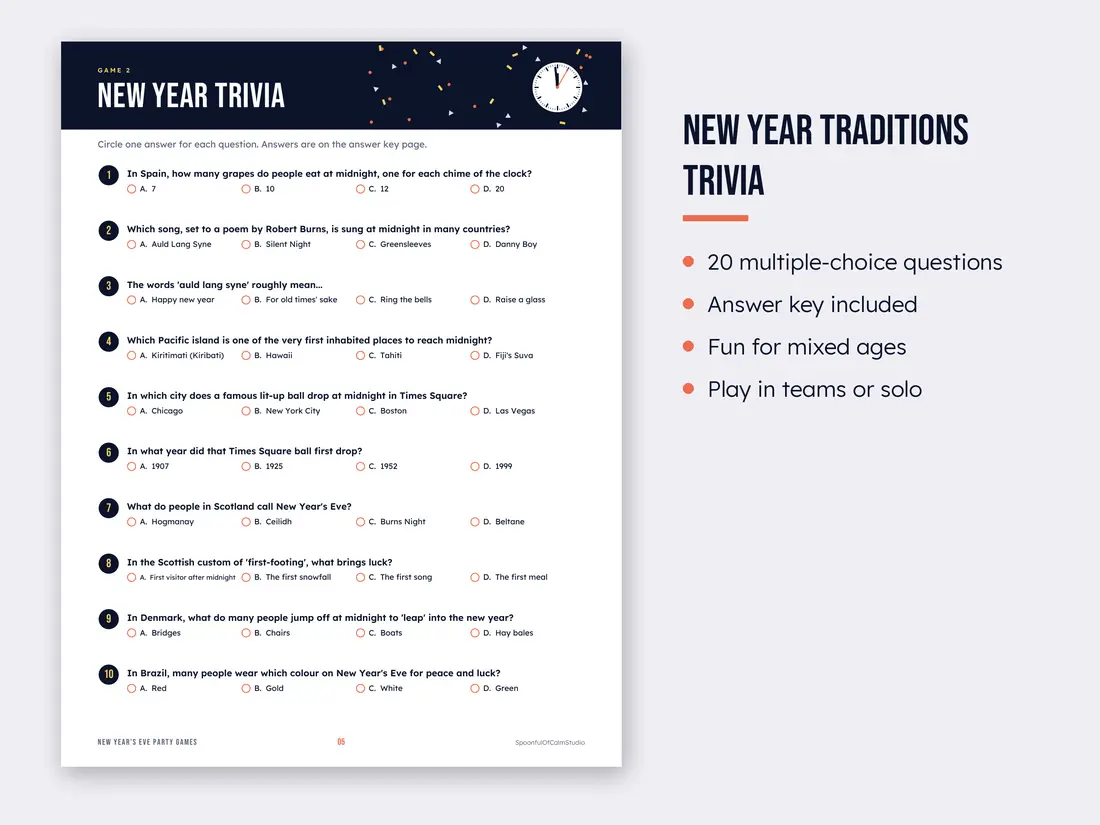 GAME 2
NEW YEAR TRIVIA
Circle one answer for each question. Answers are on the answer key page.
1 In Spain, how many grapes do people eat at midnight, one for each chime of the clock?
A. 7 B. 10 C. 12 D. 20
2 Which song, set to a poem by Robert Burns, is sung at midnight in many countries?
A. Auld Lang Syne B. Silent Night C. Greensleeves D. Danny Boy
3 The words 'auld lang syne' roughly mean...
A. Happy new year B. For old times' sake C. Ring the bells D. Raise a glass
4 Which Pacific island is one of the very first inhabited places to reach midnight?
A. Kiritimati (Kiribati) B. Hawaii C. Tahiti D. Fiji's Suva
5 In which city does a famous lit-up ball drop at midnight in Times Square?
A. Chicago B. New York City C. Boston D. Las Vegas
6 In what year did that Times Square ball first drop?
A. 1907 B. 1925 C. 1952 D. 1999
7 What do people in Scotland call New Year's Eve?
A. Hogmanay B. Ceilidh C. Burns Night D. Beltane
8 In the Scottish custom of 'first-footing', what brings luck?
A. First visitor after midnight B. The first snowfall C. The first song D. The first meal
9 In Denmark, what do many people jump off at midnight to 'leap' into the new year?
A. Bridges B. Chairs C. Boats D. Hay bales
10 In Brazil, many people wear which colour on New Year's Eve for peace and luck?
A. Red B. Gold C. White D. Green
NEW YEAR'S EVE PARTY GAMES 05 SpoonfulOfCalmStudio
NEW YEAR TRADITIONS
TRIVIA
20 multiple-choice questions
Answer key included
Fun for mixed ages
Play in teams or solo